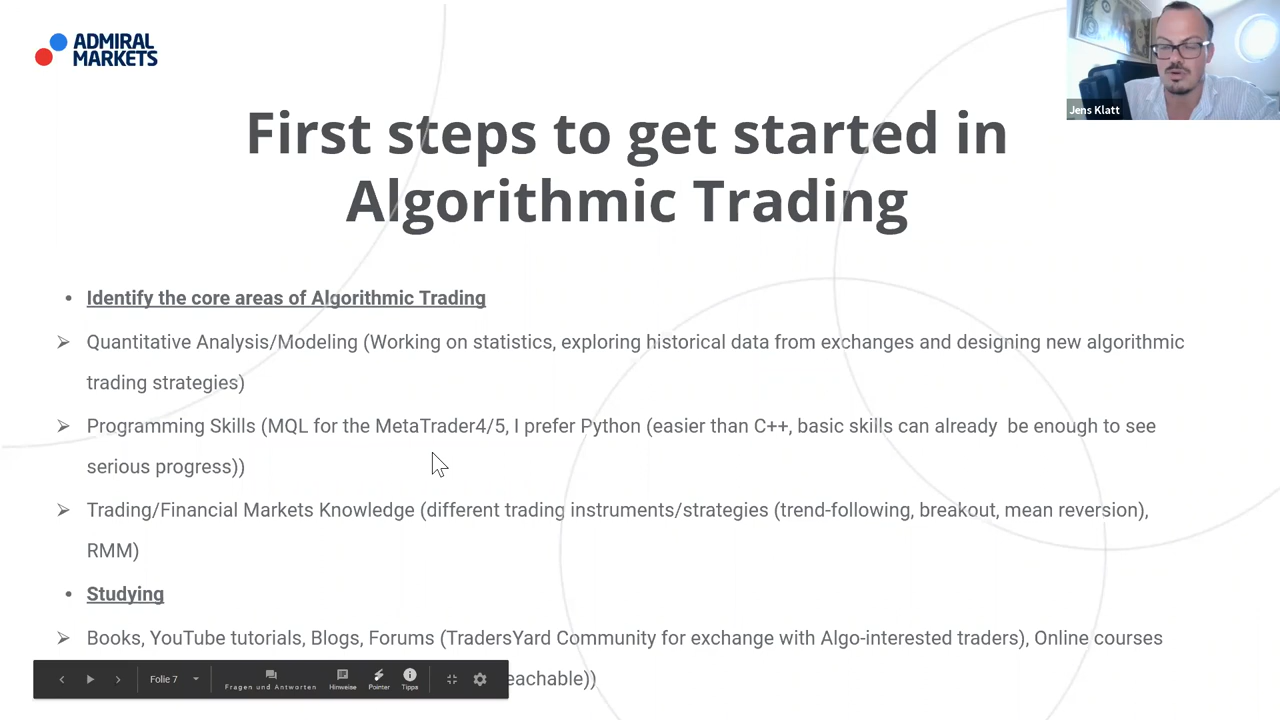 ADMIRAL
MARKETS
Jens Klatt
First steps to get started in
Algorithmic Trading
• Identify the core areas of Algorithmic Trading
➢ Quantitative Analysis/Modeling (Working on statistics, exploring historical data from exchanges and designing new algorithmic
trading strategies)
➢ Programming Skills (MQL for the MetaTrader4/5, I prefer Python (easier than C++, basic skills can already be enough to see
serious progress))
➢ Trading/Financial Markets Knowledge (different trading instruments/strategies (trend-following, breakout, mean reversion),
RMM)
• Studying
➢ Books, YouTube tutorials, Blogs, Forums (TradersYard Community for exchange with Algo-interested traders), Online courses
eachable))
Folie 7
Fragen und Antworten
Hinweise
Pointer
Tipps